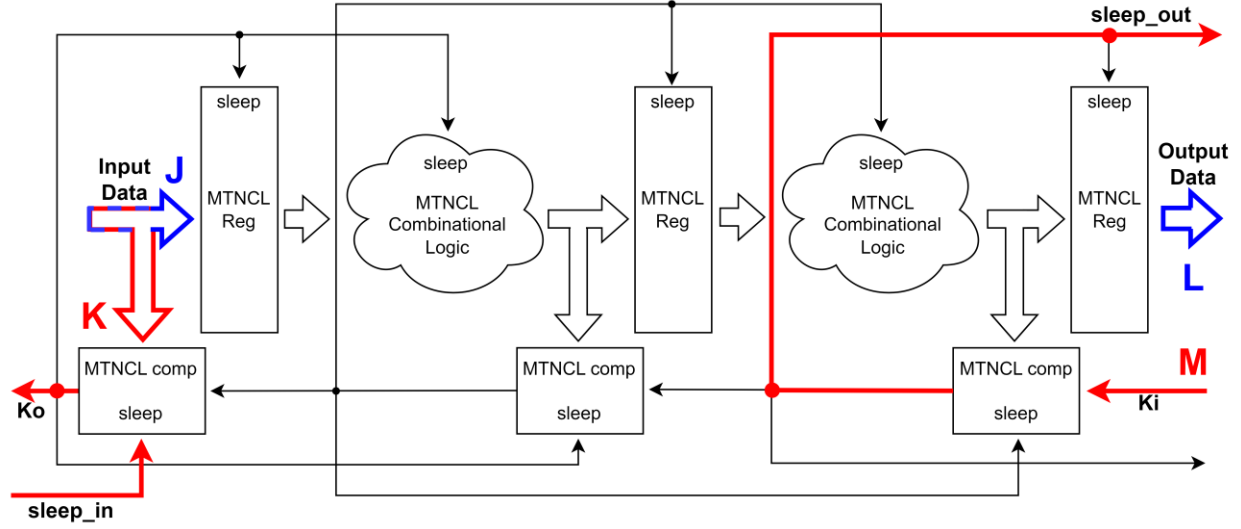 sleep_out
sleep
sleep
sleep
Input
Data
J
MTNCL
Reg
sleep
MTNCL
Combinational
Logic
MTNCL
Reg
sleep
MTNCL
Combinational
Logic
MTNCL
Reg
Output
Data
L
K
M
MTNCL comp
sleep
MTNCL comp
sleep
MTNCL comp
sleep
Ko
Ki
sleep_in